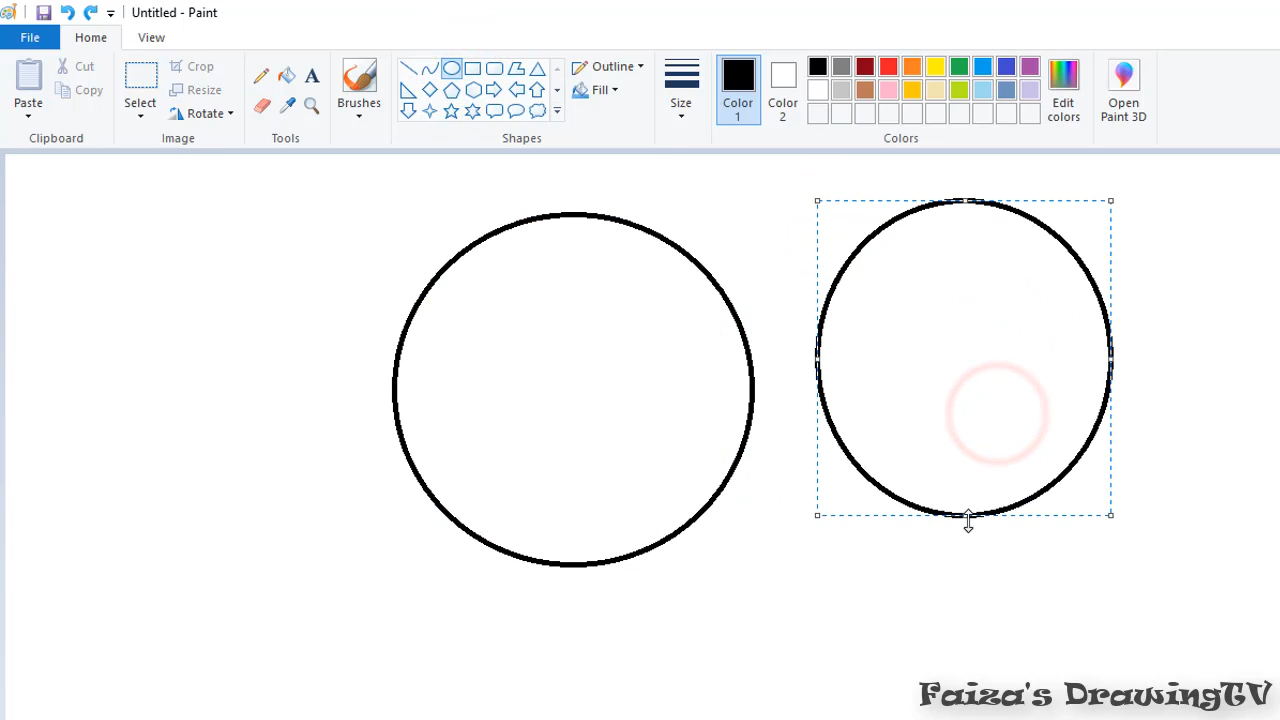 Untitled - Paint
File Home View
Paste
Cut
Copy
Clipboard
Select
Crop
Resize
Rotate
Image
A
Tools
Brushes
Outline
Fill
Shapes
Size
Color 1
Color 2
Edit colors
Colors
Open Paint 3D
Faiza's DrawingTV